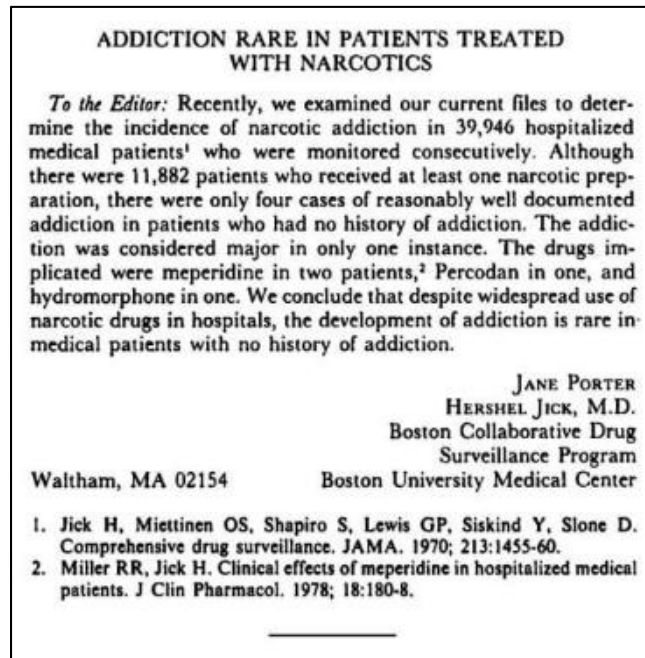 ADDICTION RARE IN PATIENTS TREATED
WITH NARCOTICS
To the Editor: Recently, we examined our current files to deter-
mine the incidence of narcotic addiction in 39,946 hospitalized
medical patients¹ who were monitored consecutively. Although
there were 11,882 patients who received at least one narcotic prep-
aration, there were only four cases of reasonably well documented
addiction in patients who had no history of addiction. The addic-
tion was considered major in only one instance. The drugs im-
plicated were meperidine in two patients,² Percodan in one, and
hydromorphone in one. We conclude that despite widespread use of
narcotic drugs in hospitals, the development of addiction is rare in
medical patients with no history of addiction.
JANE PORTER
HERSHEL JICK, M.D.
Boston Collaborative Drug
Surveillance Program
Waltham, MA 02154 Boston University Medical Center
1. Jick H, Miettinen OS, Shapiro S, Lewis GP, Siskind Y, Slone D.
Comprehensive drug surveillance. JAMA. 1970; 213:1455-60.
2. Miller RR, Jick H. Clinical effects of meperidine in hospitalized medical
patients. J Clin Pharmacol. 1978; 18:180-8.